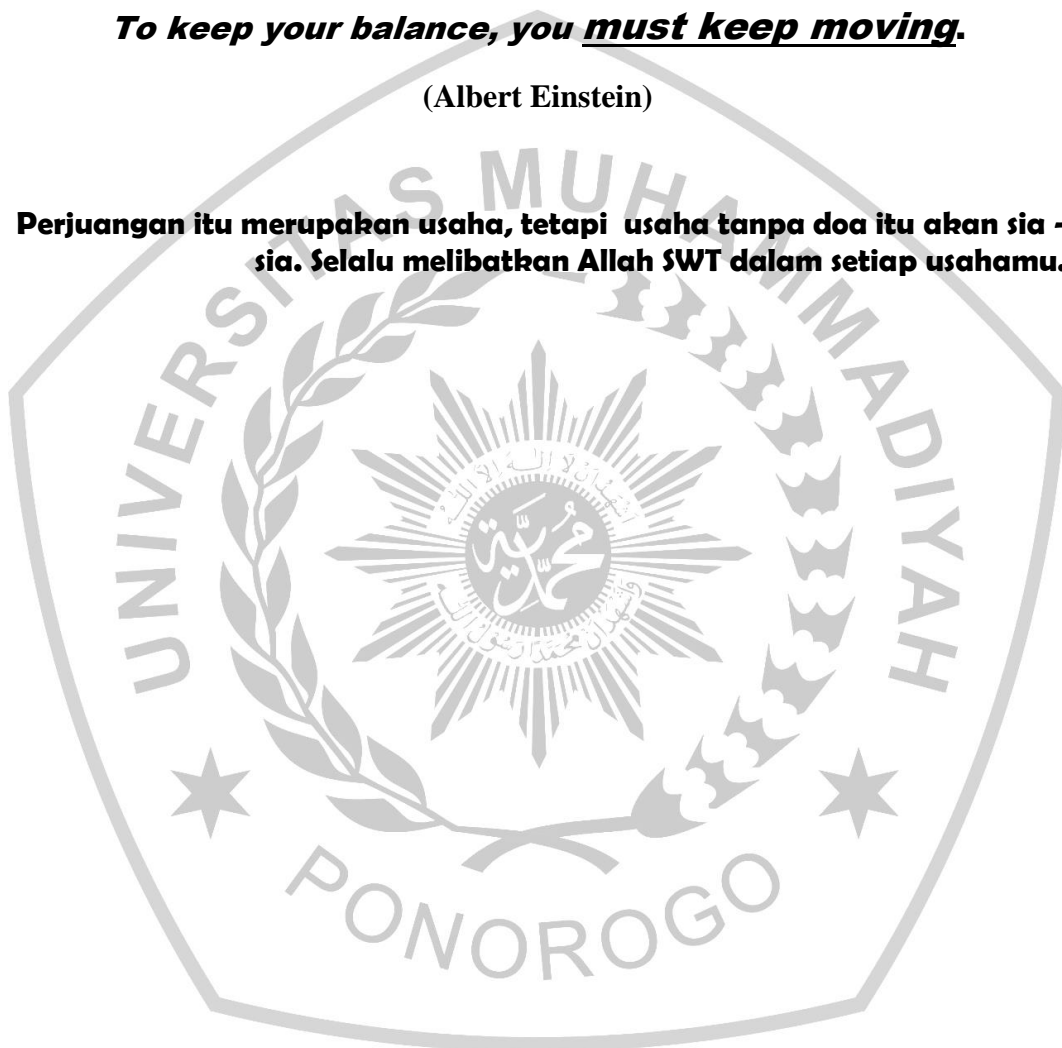 To keep your balance, you must keep moving.
(Albert Einstein)
Perjuangan itu merupakan usaha, tetapi usaha tanpa doa itu akan sia -
sia. Selalu melibatkan Allah SWT dalam setiap usahamu.
UNIVERSITAS MUHAMMADIYAH
PONOROGO
محمدية